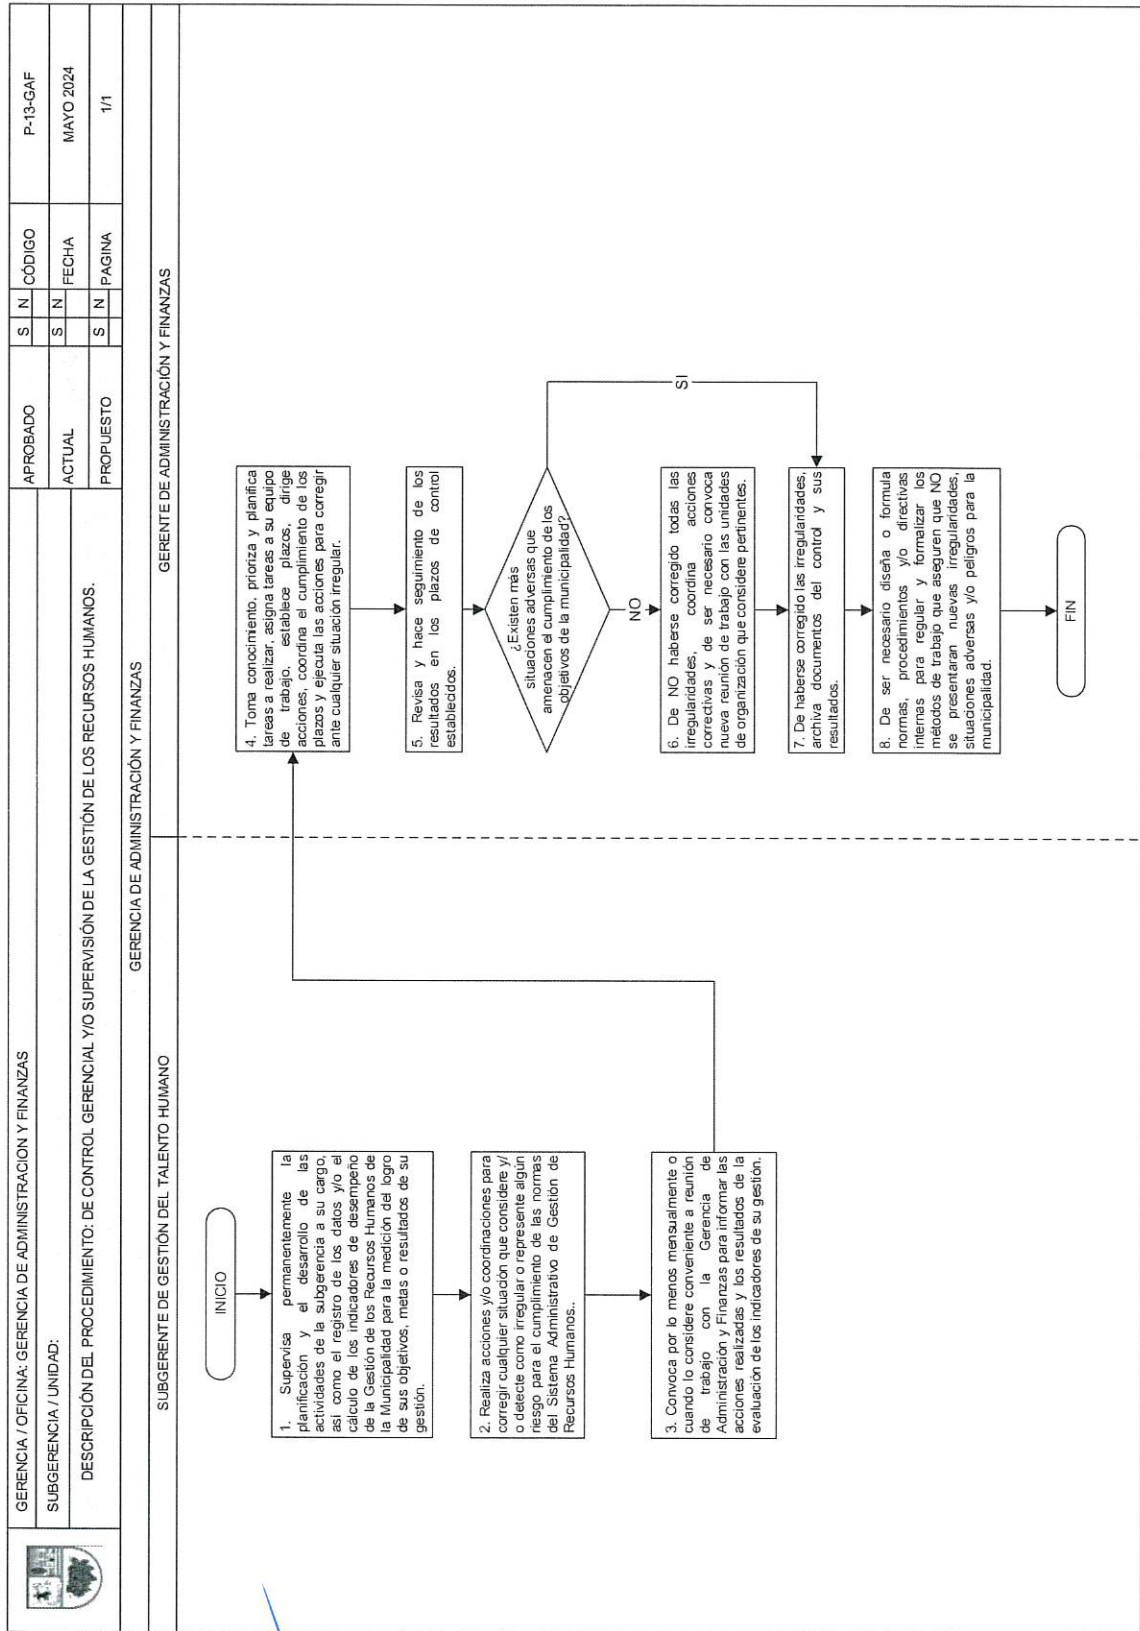 GERENCIA / OFICINA: GERENCIA DE ADMINISTRACION Y FINANZAS
APROBADO
S N
CÓDIGO
P-13-GAF
SUBGERENCIA / UNIDAD:
ACTUAL
S N
FECHA
MAYO 2024
DESCRIPCIÓN DEL PROCEDIMIENTO: DE CONTROL GERENCIAL Y/O SUPERVISIÓN DE LA GESTIÓN DE LOS RECURSOS HUMANOS.
PROPUESTO
S N
PAGINA
1/1
GERENCIA DE ADMINISTRACIÓN Y FINANZAS
SUBGERENTE DE GESTIÓN DEL TALENTO HUMANO
GERENTE DE ADMINISTRACIÓN Y FINANZAS
INICIO
1. Supervisa permanentemente la
planificación y el desarrollo de las
actividades de la subgerencia a su cargo,
así como el registro de los datos y/o el
cálculo de los indicadores de desempeño
de la Gestión de los Recursos Humanos de
la Municipalidad para la medición del logro
de sus objetivos, metas o resultados de su
gestión.
2. Realiza acciones y/o coordinaciones para
corregir cualquier situación que considere y/
o detecte como irregular o represente algún
riesgo para el cumplimiento de las normas
del Sistema Administrativo de Gestión de
Recursos Humanos..
3. Convoca por lo menos mensualmente o
cuando lo considere conveniente a reunión
de trabajo con la Gerencia de
Administración y Finanzas para informar las
acciones realizadas y los resultados de la
evaluación de los indicadores de su gestión.
4. Toma conocimiento, prioriza y planifica
tareas a realizar, asigna tareas a su equipo
de trabajo, establece plazos, dirige
acciones, coordina el cumplimiento de los
plazos y ejecuta las acciones para corregir
ante cualquier situación irregular.
5. Revisa y hace seguimiento de los
resultados en los plazos de control
establecidos.
¿Existen más
situaciones adversas que
amenacen el cumplimiento de los
objetivos de la municipalidad?
SI
NO
6. De NO haberse corregido todas las
irregularidades, coordina acciones
correctivas y de ser necesario convoca
nueva reunión de trabajo con las unidades
de organización que considere pertinentes.
7. De haberse corregido las irregularidades,
archiva documentos del control y sus
resultados.
8. De ser necesario diseña o formula
normas, procedimientos y/o directivas
internas para regular y formalizar los
métodos de trabajo que aseguren que NO
se presentaran nuevas irregularidades,
situaciones adversas y/o peligros para la
municipalidad.
FIN